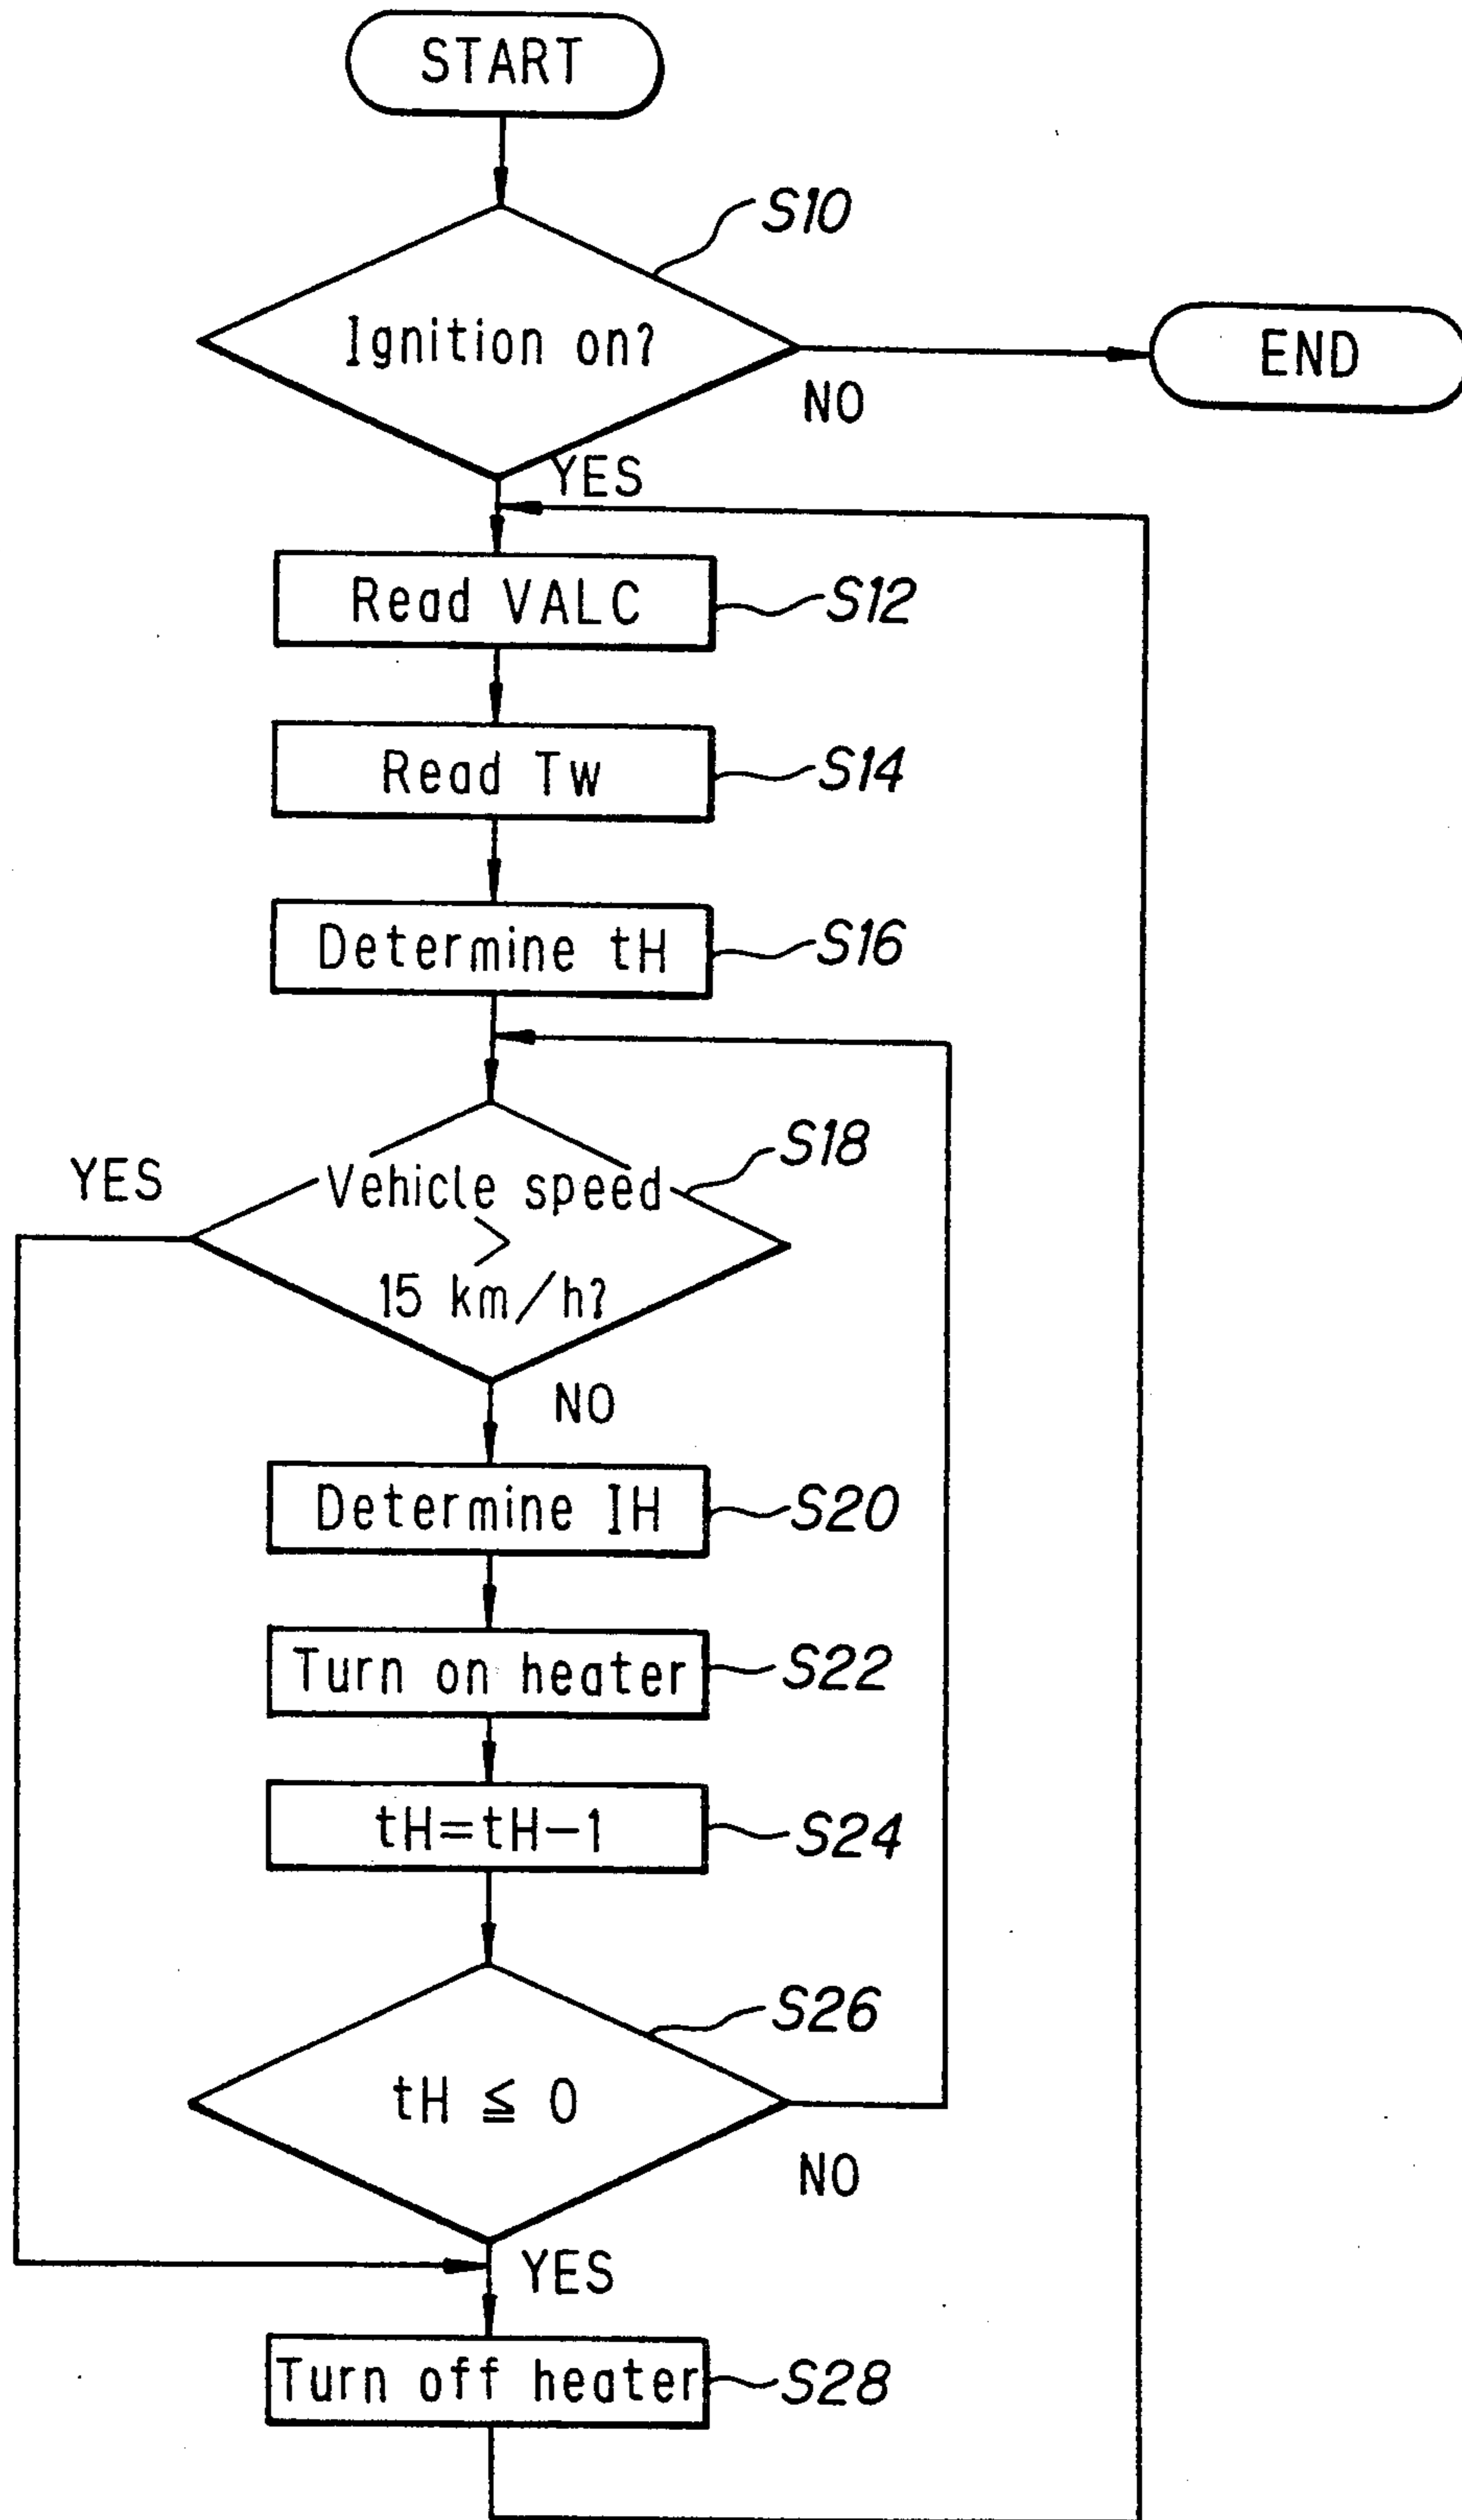 START
S10
Ignition on?
END
NO
YES
Read VALC
S12
Read Tw
S14
Determine tH
S16
S18
YES
Vehicle speed
>
15 km/h?
NO
Determine IH
S20
Turn on heater
S22
tH=tH-1
S24
S26
tH ≦ 0
NO
YES
Turn off heater
S28